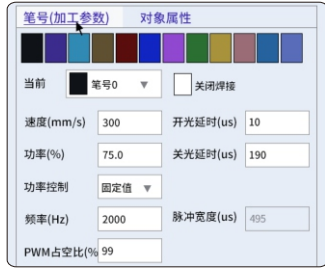 笔号(加工参数) 对象属性
当前 笔号0 关闭焊接
速度(mm/s) 300 开光延时(us) 10
功率(%) 75.0 关光延时(us) 190
功率控制 固定值
频率(Hz) 2000 脉冲宽度(us) 495
PWM占空比(% 99